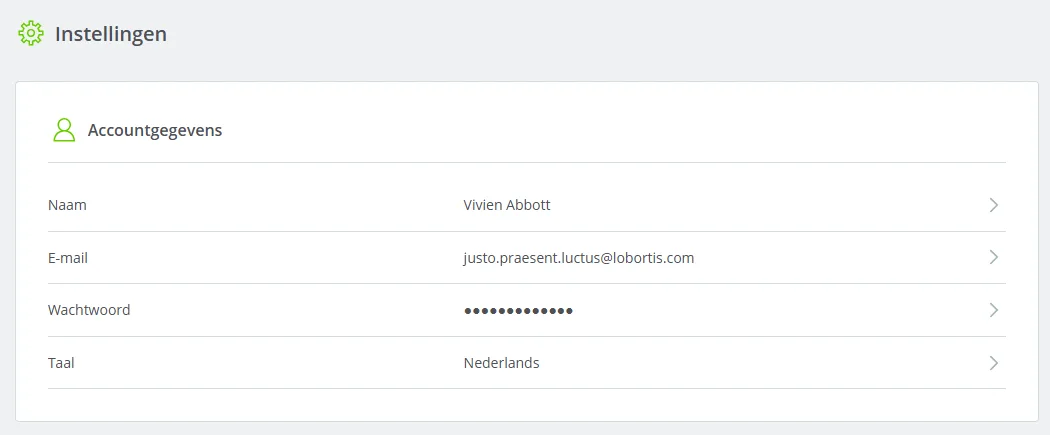 Instellingen
Accountgegevens
Naam Vivien Abbott
E-mail justo.praesent.luctus@lobortis.com
Wachtwoord •••••••••••••
Taal Nederlands